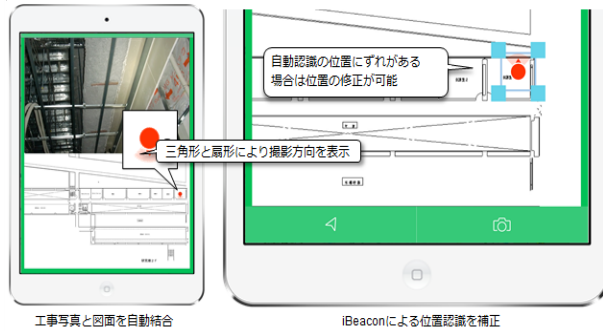 自動認識の位置にずれがある
場合は位置の修正が可能
三角形と扇形により撮影方向を表示
工事写真と図面を自動結合
iBeaconによる位置認識を補正